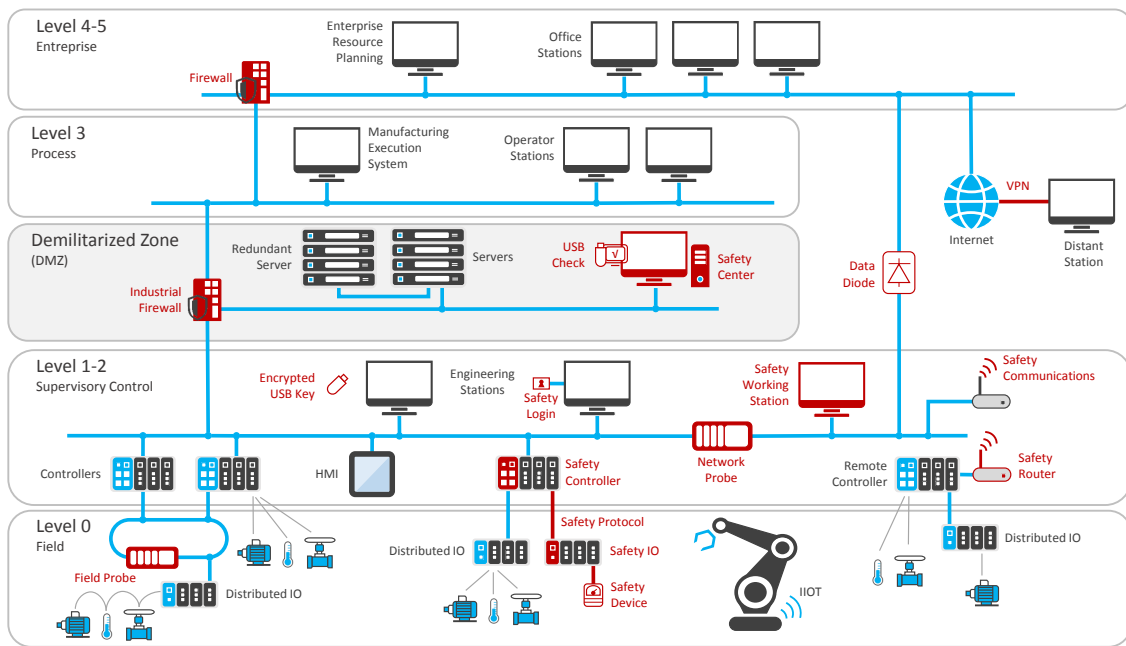 Level 4-5
Entreprise
Enterprise
Resource
Planning
Office
Stations
Firewall
Level 3
Process
Manufacturing
Execution
System
Operator
Stations
VPN
Internet
Distant
Station
Demilitarized Zone
(DMZ)
Redundant
Server
Servers
USB
Check
√
Safety
Center
Data
Diode
Industrial
Firewall
Level 1-2
Supervisory Control
Encrypted
USB Key
Engineering
Stations
Safety
Login
Safety
Working
Station
Safety
Communications
Controllers
HMI
Safety
Controller
Network
Probe
Remote
Controller
Safety
Router
Level 0
Field
Safety Protocol
Field Probe
Distributed IO
Distributed IO
Safety IO
Safety
Device
IIOT
Distributed IO